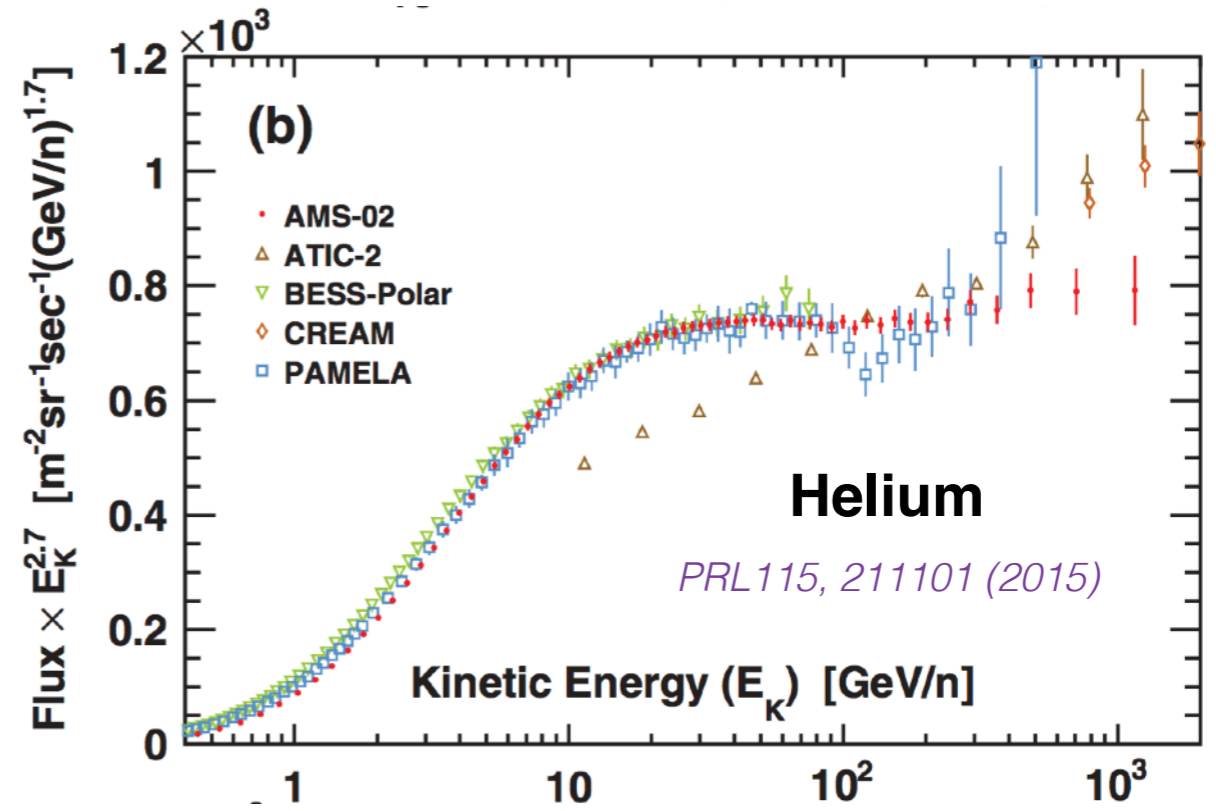 ×10³
1.2
1
0.8
0.6
0.4
0.2
0
Flux × E_K^2.7 [m⁻²sr⁻¹sec⁻¹(GeV/n)^1.7]
(b)
AMS-02
ATIC-2
BESS-Polar
CREAM
PAMELA
Helium
PRL115, 211101 (2015)
Kinetic Energy (E_K) [GeV/n]
1 10 10² 10³